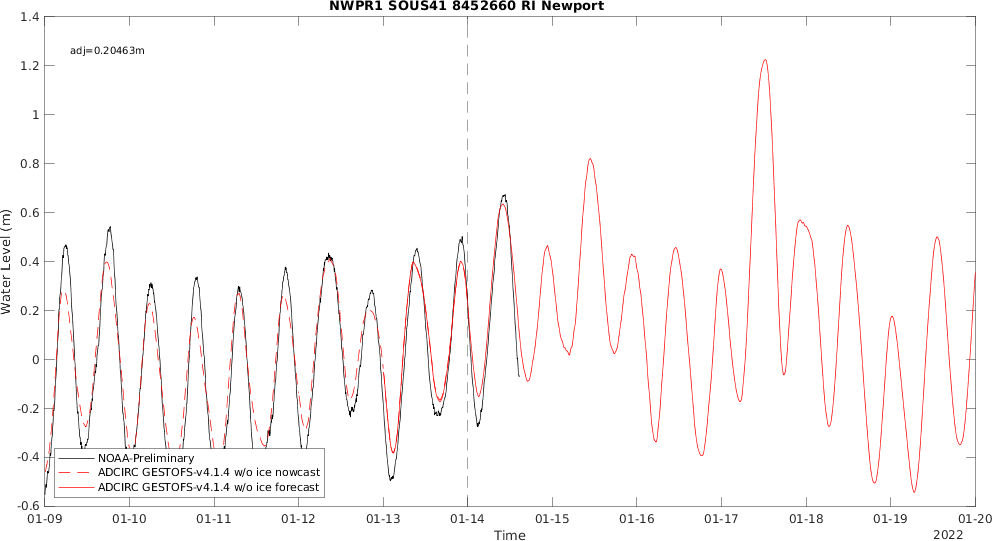 NWPR1 SOUS41 8452660 RI Newport
adj=0.20463m
Water Level (m)
1.4
1.2
1
0.8
0.6
0.4
0.2
0
-0.2
-0.4
-0.6
NOAA-Preliminary
ADCIRC GESTOFS-v4.1.4 w/o ice nowcast
ADCIRC GESTOFS-v4.1.4 w/o ice forecast
01-09 01-10 01-11 01-12 01-13 01-14 01-15 01-16 01-17 01-18 01-19 01-20
Time
2022